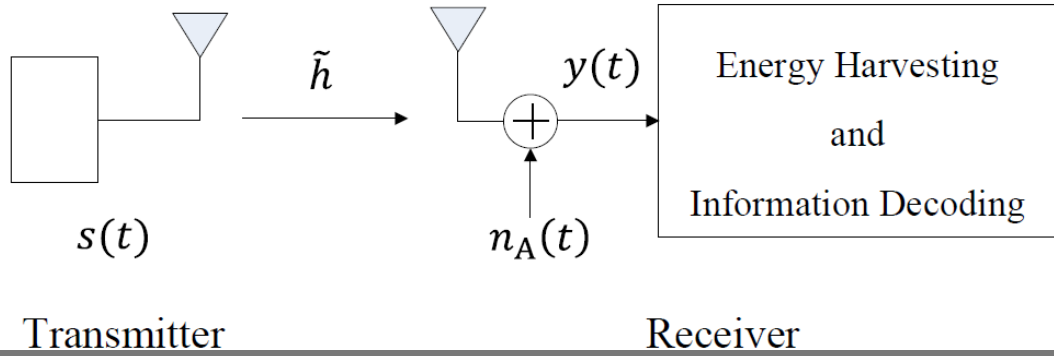 h̃
y(t)
Energy Harvesting
and
Information Decoding
s(t)
n_A(t)
Transmitter
Receiver